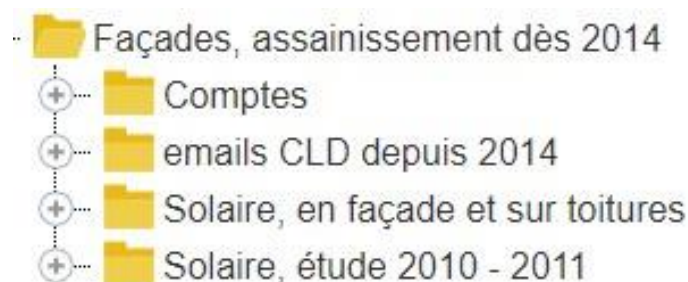 Façades, assainissement dès 2014
Comptes
emails CLD depuis 2014
Solaire, en façade et sur toitures
Solaire, étude 2010 - 2011